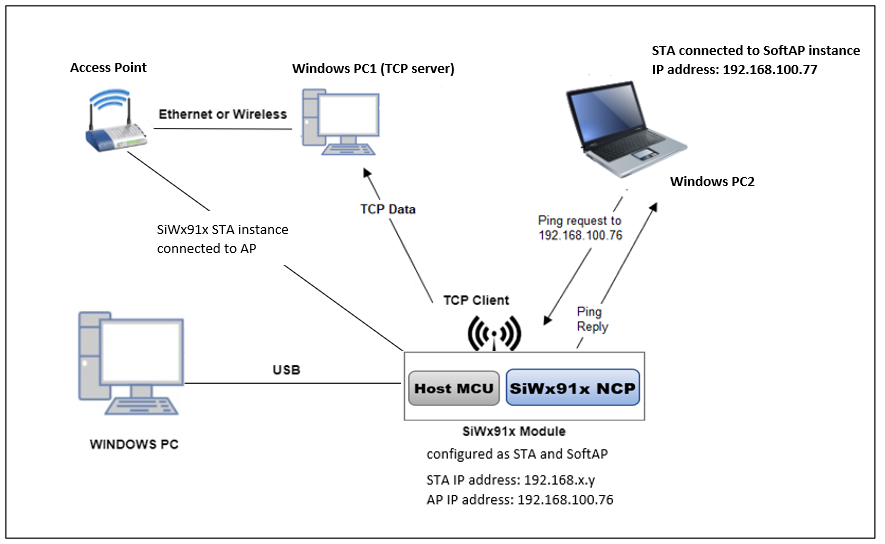 STA connected to SoftAP instance
IP address: 192.168.100.77
Access Point
Windows PC1 (TCP server)
Ethernet or Wireless
Windows PC2
TCP Data
SiWx91x STA instance
connected to AP
Ping request to
192.168.100.76
TCP Client
Ping
Reply
USB
Host MCU
SiWx91x NCP
WINDOWS PC
SiWx91x Module
configured as STA and SoftAP
STA IP address: 192.168.x.y
AP IP address: 192.168.100.76